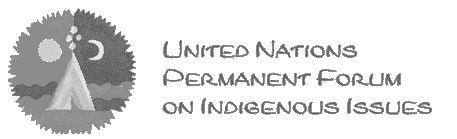 UNITED NATIONS
PERMANENT FORUM
ON INDIGENOUS ISSUES